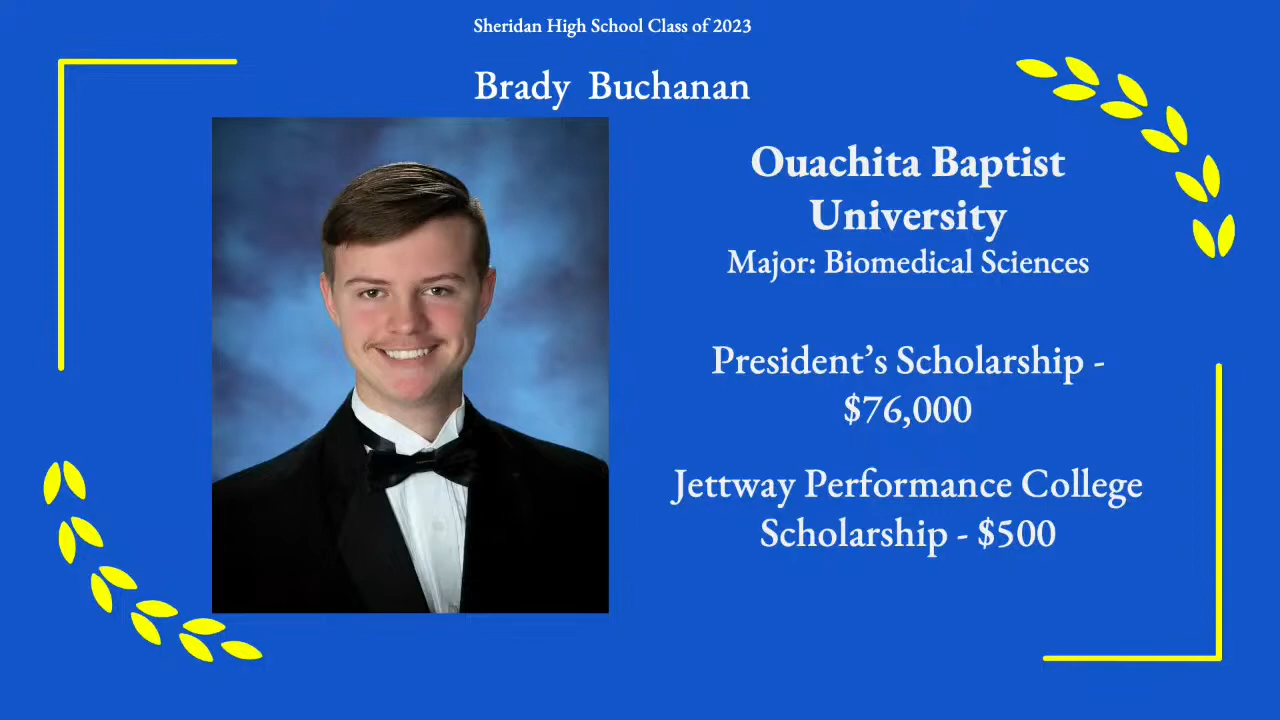 Sheridan High School Class of 2023
Brady Buchanan
Ouachita Baptist
University
Major: Biomedical Sciences
President’s Scholarship -
$76,000
Jettway Performance College
Scholarship - $500